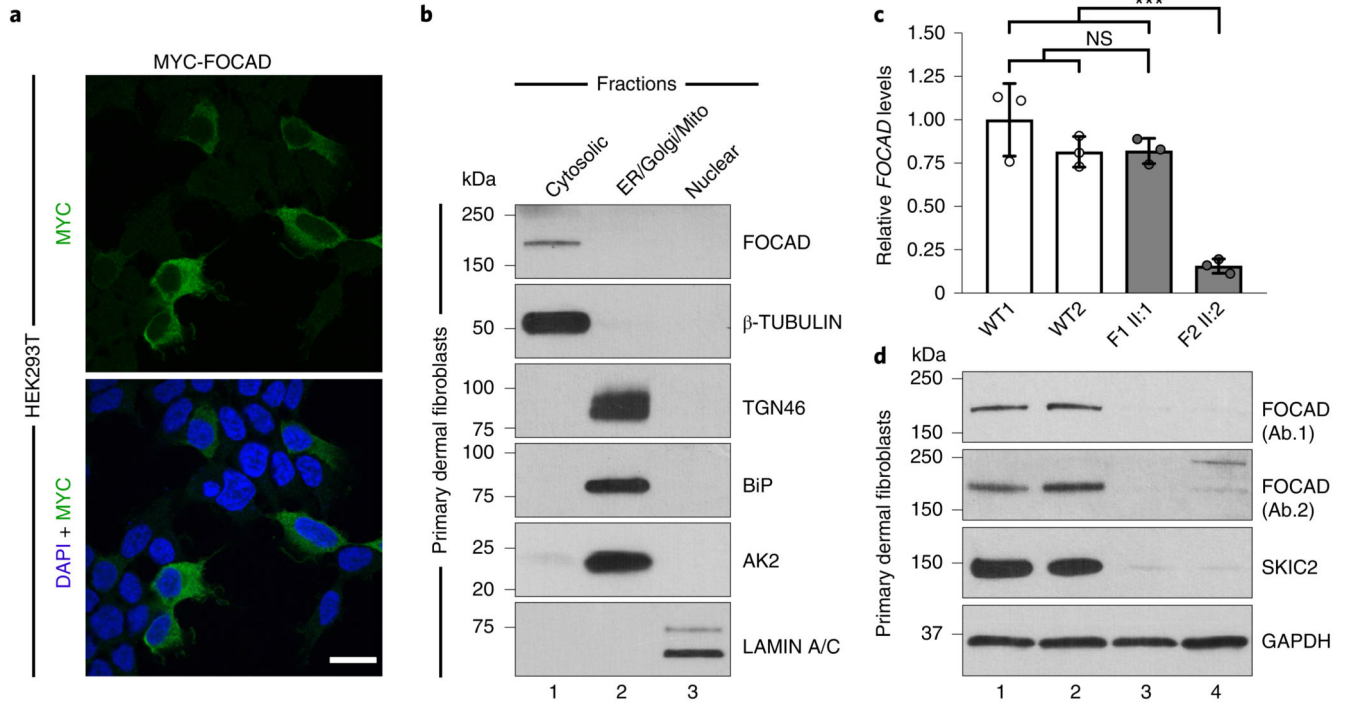 a
MYC-FOCAD
MYC
DAPI + MYC
HEK293T
b
Fractions
Cytosolic
ER/Golgi/Mito
Nuclear
kDa
250
150
FOCAD
50
β-TUBULIN
100
75
TGN46
100
75
BiP
25
20
AK2
75
LAMIN A/C
Primary dermal fibroblasts
1 2 3
c
***
NS
1.50
1.25
1.00
0.75
0.50
0.25
0
Relative FOCAD levels
WT1
WT2
F1 II:1
F2 II:2
d
kDa
250
150
FOCAD
(Ab.1)
250
150
FOCAD
(Ab.2)
150
SKIC2
37
GAPDH
Primary dermal fibroblasts
1 2 3 4